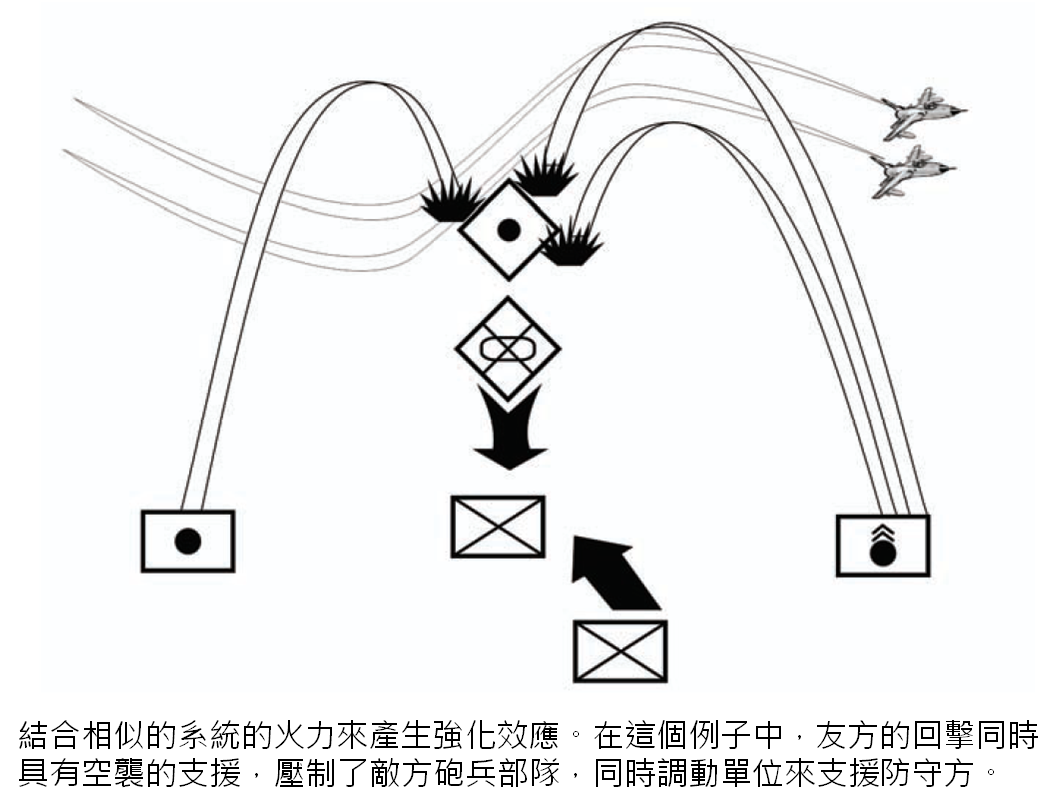 結合相似的系統的火力來產生強化效應。在這個例子中，友方的回擊同時
具有空襲的支援，壓制了敵方砲兵部隊，同時調動單位來支援防守方。